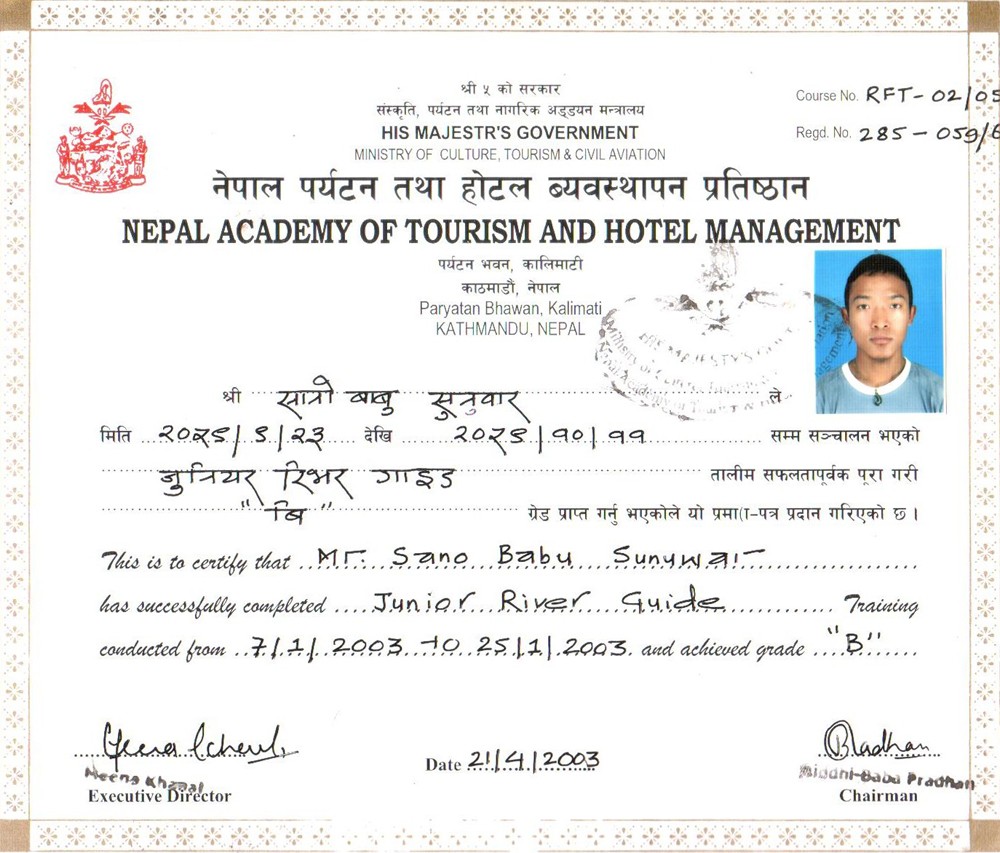 श्री ५ को सरकार
संस्कृति, पर्यटन तथा नागरिक अड्डयन मन्त्रालय
HIS MAJESTR'S GOVERNMENT
MINISTRY OF CULTURE, TOURISM & CIVIL AVIATION
Course No. RFT-02/05
Regd. No. 285-059/
नेपाल पर्यटन तथा होटल ब्यवस्थापन प्रतिष्ठान
NEPAL ACADEMY OF TOURISM AND HOTEL MANAGEMENT
पर्यटन भवन, कालिमाटी
काठमाडौं, नेपाल
Paryatan Bhawan, Kalimati
KATHMANDU, NEPAL
श्री सानो बाबु सुनुवार ले
मिति २०५९/९/२३ देखि २०५९/१०/११ सम्म सञ्चालन भएको
जुनियर रिभर गाइड तालीम सफलतापूर्वक पूरा गरी
"बि" ग्रेड प्राप्त गर्नु भएकोले यो प्रमा(ा-पत्र प्रदान गरिएको छ ।
This is to certify that Mr. Sano Babu Sunuwar
has successfully completed Junior River Guide Training
conducted from 7/1/2003 to 25/1/2003. and achieved grade "B"
Meena Khanal
Executive Director
Date 21/4/2003
Pradhan
Riddhi-Baba Pradhan
Chairman